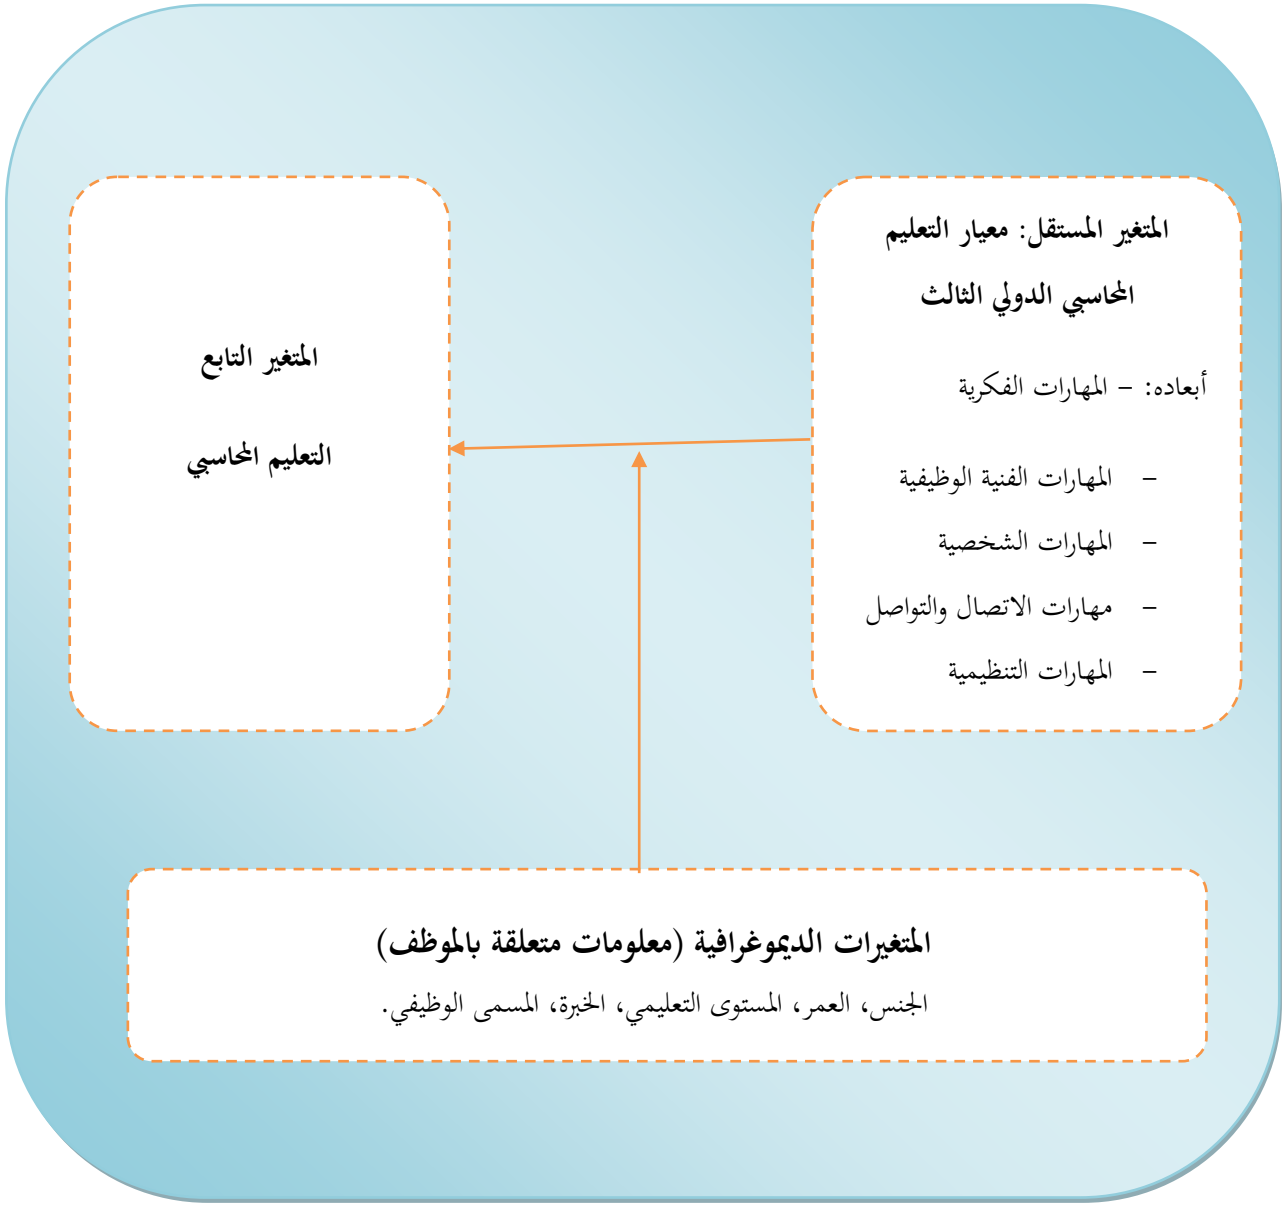 المتغير المستقل: معيار التعليم
المحاسبي الدولي الثالث
أبعاده: – المهارات الفكرية
– المهارات الفنية الوظيفية
– المهارات الشخصية
– مهارات الاتصال والتواصل
– المهارات التنظيمية
المتغير التابع
التعليم المحاسبي
المتغيرات الديموغرافية (معلومات متعلقة بالموظف)
الجنس، العمر، المستوى التعليمي، الخبرة، المسمى الوظيفي.